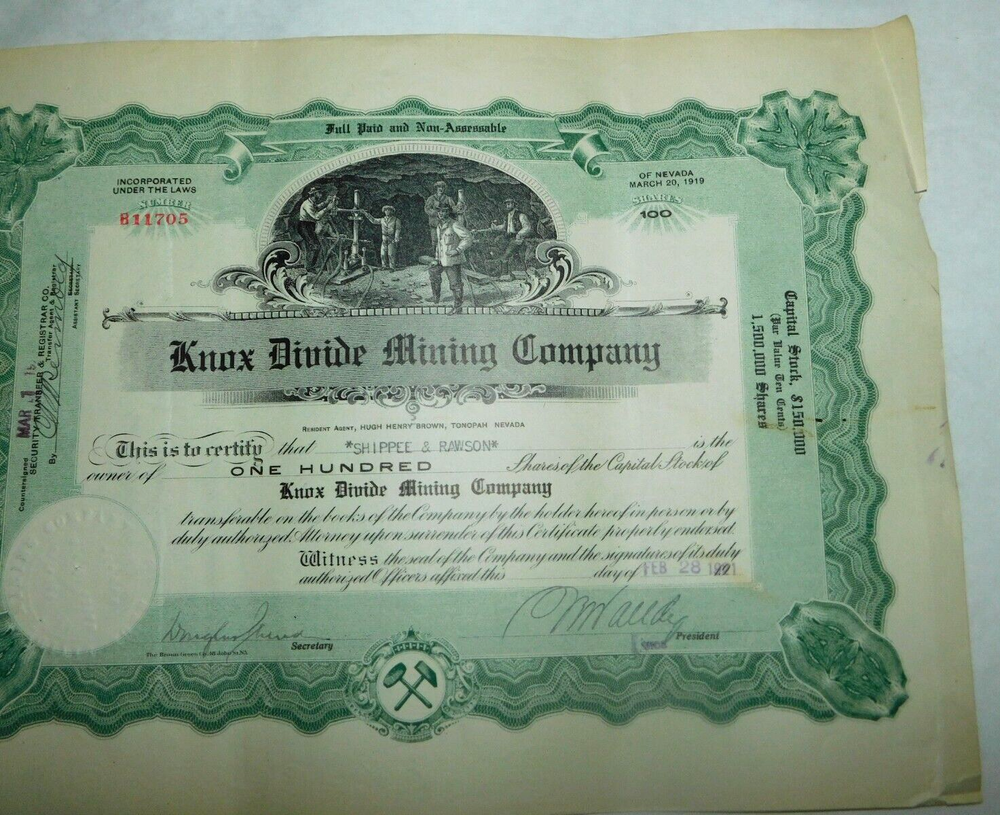 Full Paid and Non-Assessable
INCORPORATED
UNDER THE LAWS
OF NEVADA
MARCH 20, 1919
NUMBER
B11705
SHARES
100
Knox Divide Mining Company
RESIDENT AGENT, HUGH HENRY BROWN, TONOPAH NEVADA
This is to certify that *SHIPPEE & RAWSON* is the
owner of ONE HUNDRED Shares of the Capital Stock of
Knox Divide Mining Company
transferable on the books of the Company by the holder hereof in person or by
duly authorized Attorney upon surrender of this Certificate properly endorsed.
Witness the seal of the Company and the signatures of its duly
authorized Officers affixed this day of FEB 28 1921
Secretary
President
Capital Stock, $150,000
(Par Value Ten Cents)
1,500,000 Shares
Countersigned
MAR 1
SECURITY TRANSFER & REGISTRAR CO.
Transfer Agent & Registrar
By
ASSISTANT SECRETARY